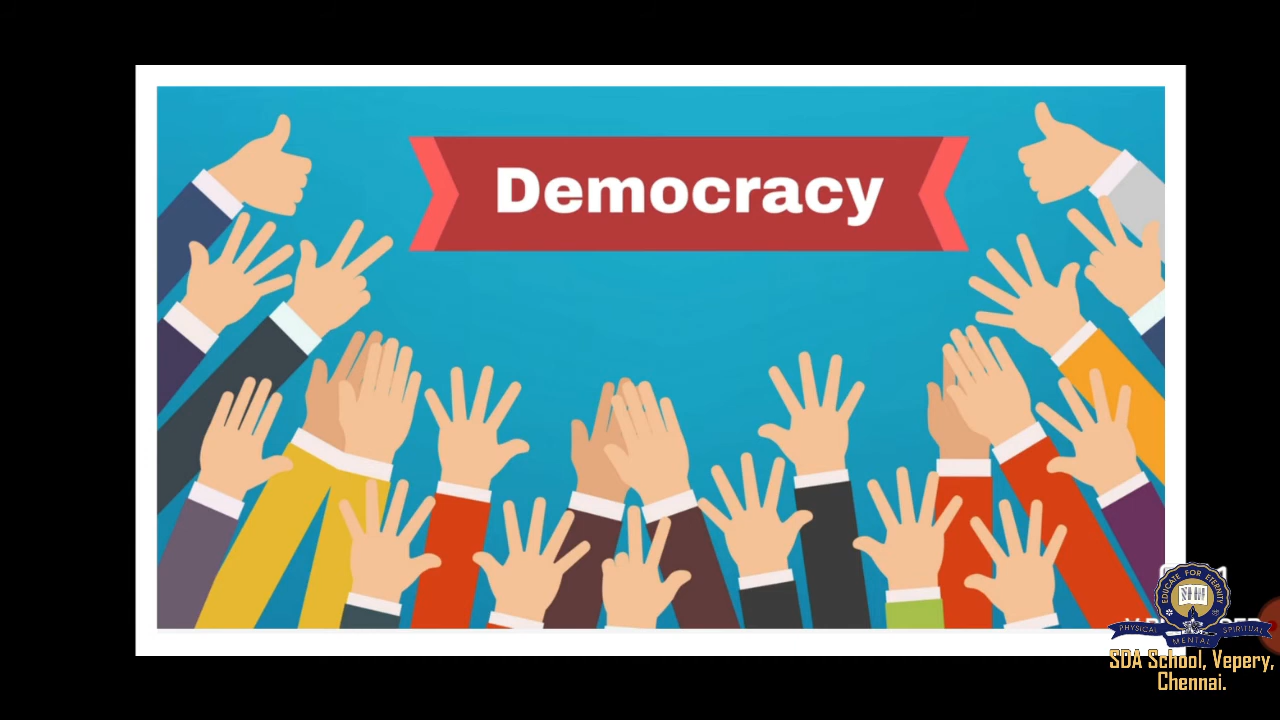 Democracy
EDUCATE FOR ETERNITY
PHYSICAL
MENTAL
SPIRITUAL
SDA School, Vepery,
Chennai.